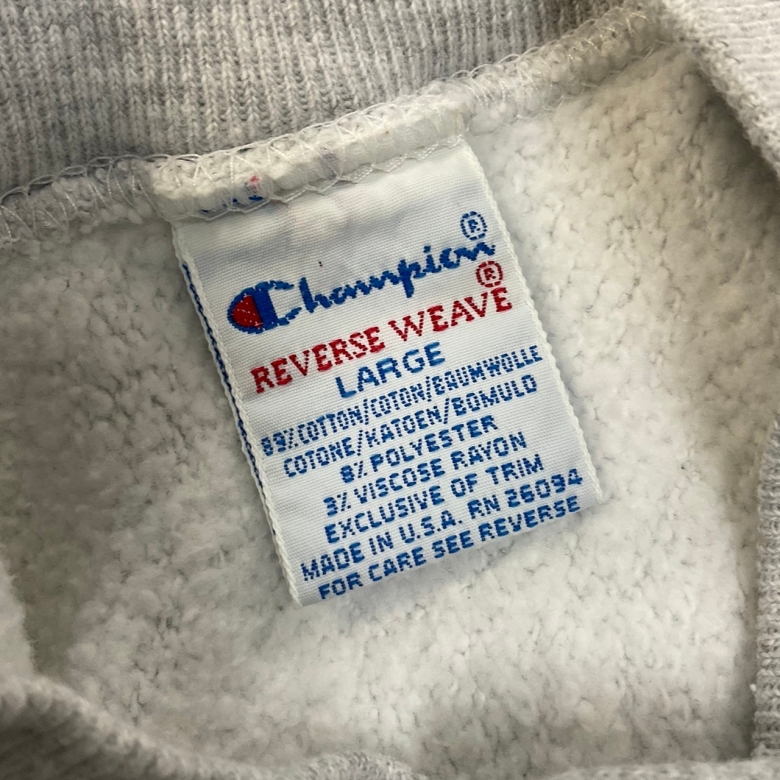 Champion®
REVERSE WEAVE®
LARGE
89% COTTON/COTON/BAUMWOLLE
COTONE/KATOEN/BOMULD
8% POLYESTER
3% VISCOSE RAYON
EXCLUSIVE OF TRIM
MADE IN U.S.A. RN 26094
FOR CARE SEE REVERSE